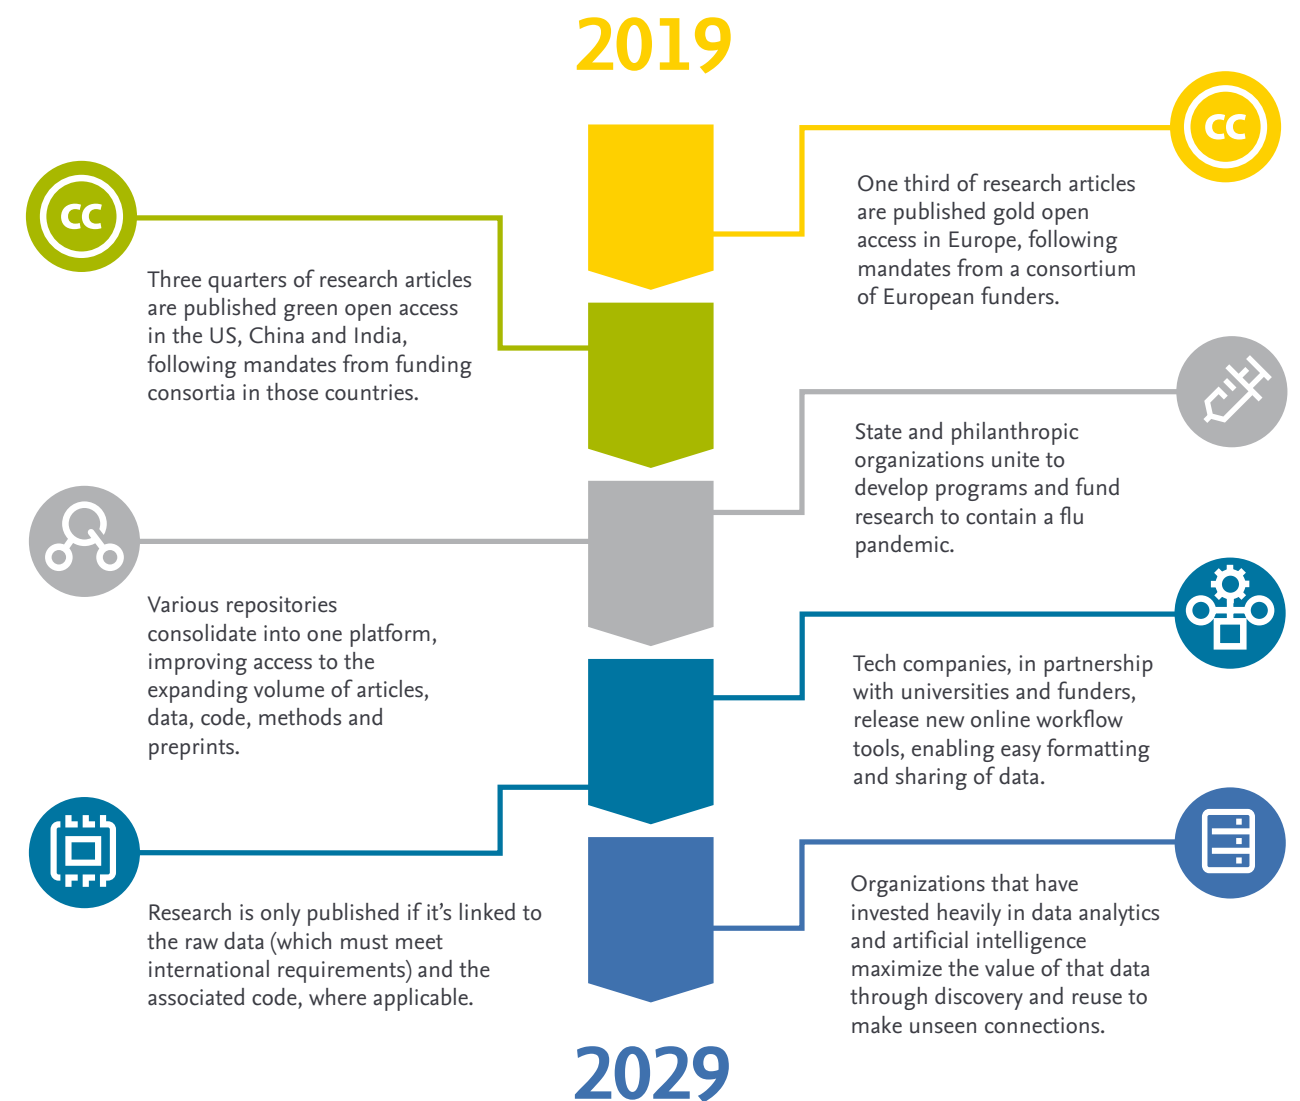 2019
CC
One third of research articles
are published gold open
access in Europe, following
mandates from a consortium
of European funders.
CC
Three quarters of research articles
are published green open access
in the US, China and India,
following mandates from funding
consortia in those countries.
State and philanthropic
organizations unite to
develop programs and fund
research to contain a flu
pandemic.
Various repositories
consolidate into one platform,
improving access to the
expanding volume of articles,
data, code, methods and
preprints.
Tech companies, in partnership
with universities and funders,
release new online workflow
tools, enabling easy formatting
and sharing of data.
Research is only published if it’s linked to
the raw data (which must meet
international requirements) and the
associated code, where applicable.
Organizations that have
invested heavily in data analytics
and artificial intelligence
maximize the value of that data
through discovery and reuse to
make unseen connections.
2029